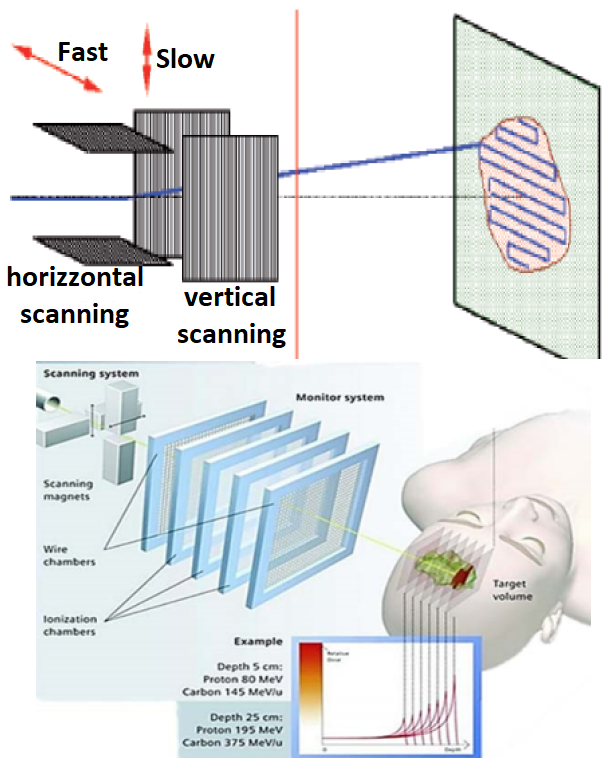 Fast
Slow
horizzontal
scanning
vertical
scanning
Scanning system
Monitor system
Scanning
magnets
Wire
chambers
Ionization
chambers
Target
volume
Example
Depth 5 cm:
Proton 80 MeV
Carbon 145 MeV/u
Depth 25 cm:
Proton 195 MeV
Carbon 375 MeV/u
Relative
Dose
0
Depth